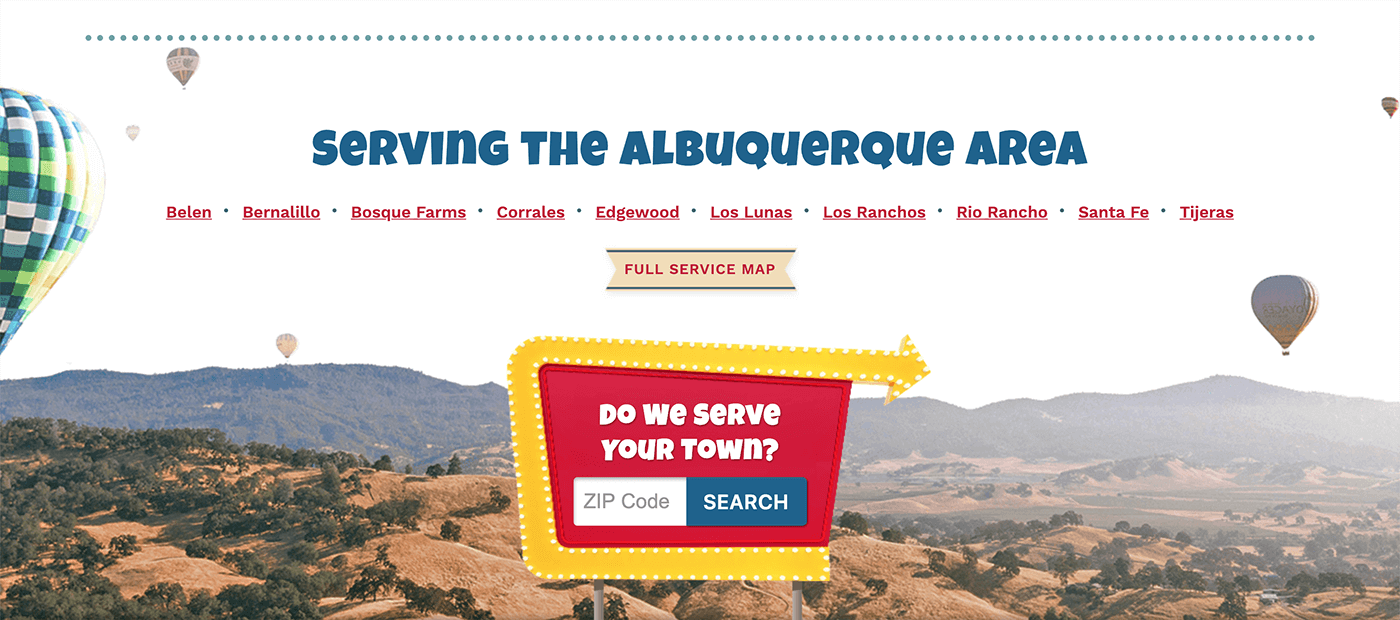 Serving the Albuquerque Area
Belen • Bernalillo • Bosque Farms • Corrales • Edgewood • Los Lunas • Los Ranchos • Rio Rancho • Santa Fe • Tijeras
FULL SERVICE MAP
Do We Serve
Your Town?
ZIP Code SEARCH